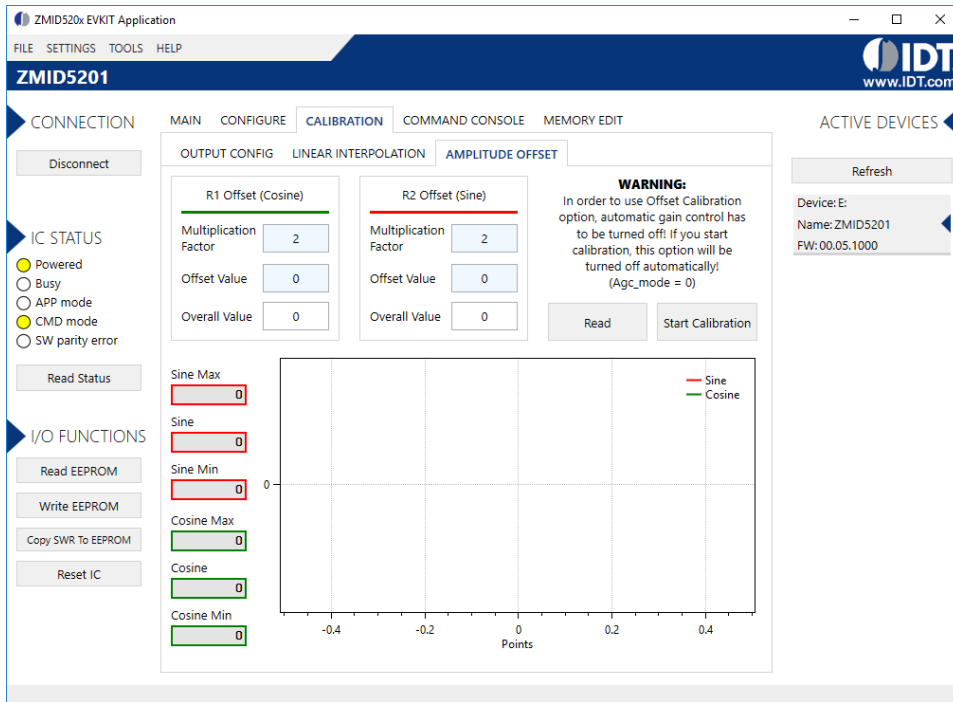 ZMID520x EVKIT Application
FILE SETTINGS TOOLS HELP
IDT
www.IDT.com
ZMID5201
CONNECTION
Disconnect
IC STATUS
Powered
Busy
APP mode
CMD mode
SW parity error
Read Status
I/O FUNCTIONS
Read EEPROM
Write EEPROM
Copy SWR To EEPROM
Reset IC
MAIN CONFIGURE CALIBRATION COMMAND CONSOLE MEMORY EDIT
OUTPUT CONFIG LINEAR INTERPOLATION AMPLITUDE OFFSET
R1 Offset (Cosine)
Multiplication
Factor
2
Offset Value 0
Overall Value 0
R2 Offset (Sine)
Multiplication
Factor
2
Offset Value 0
Overall Value 0
WARNING:
In order to use Offset Calibration
option, automatic gain control has
to be turned off! If you start
calibration, this option will be
turned off automatically!
(Agc_mode = 0)
Read Start Calibration
Sine Max
0
Sine
0
Sine Min
0
Cosine Max
0
Cosine
0
Cosine Min
0
Sine
Cosine
0
-0.4 -0.2 0 0.2 0.4
Points
ACTIVE DEVICES
Refresh
Device: E:
Name: ZMID5201
FW: 00.05.1000